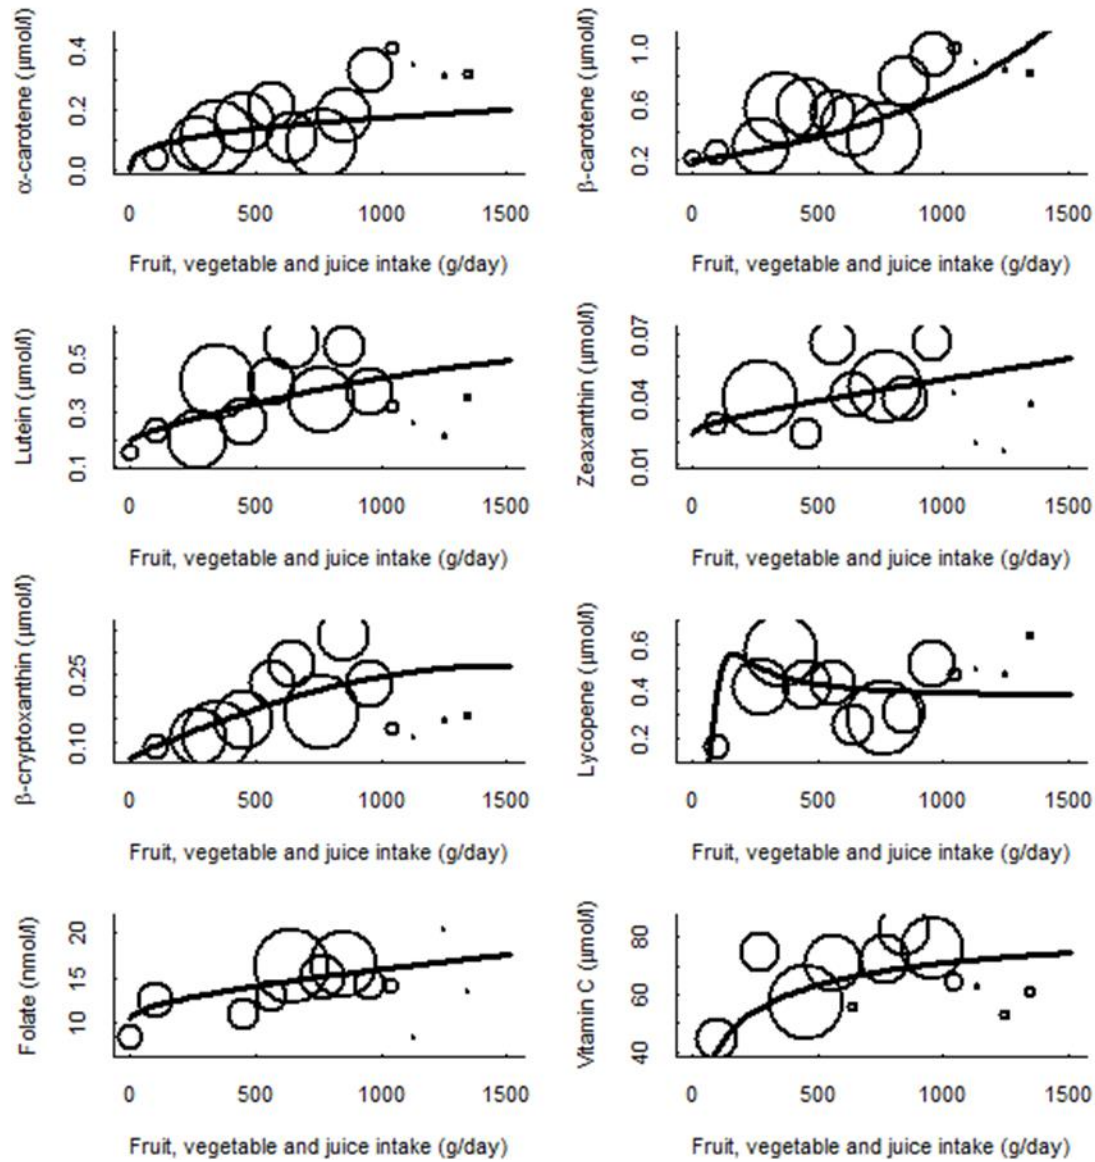 α-carotene (µmol/l)
0.4
0.2
0.0
0 500 1000 1500
Fruit, vegetable and juice intake (g/day)
β-carotene (µmol/l)
1.0
0.6
0.2
0 500 1000 1500
Fruit, vegetable and juice intake (g/day)
Lutein (µmol/l)
0.5
0.3
0.1
0 500 1000 1500
Fruit, vegetable and juice intake (g/day)
Zeaxanthin (µmol/l)
0.07
0.04
0.01
0 500 1000 1500
Fruit, vegetable and juice intake (g/day)
β-cryptoxanthin (µmol/l)
0.25
0.10
0 500 1000 1500
Fruit, vegetable and juice intake (g/day)
Lycopene (µmol/l)
0.6
0.4
0.2
0 500 1000 1500
Fruit, vegetable and juice intake (g/day)
Folate (nmol/l)
20
15
10
0 500 1000 1500
Fruit, vegetable and juice intake (g/day)
Vitamin C (µmol/l)
80
60
40
0 500 1000 1500
Fruit, vegetable and juice intake (g/day)